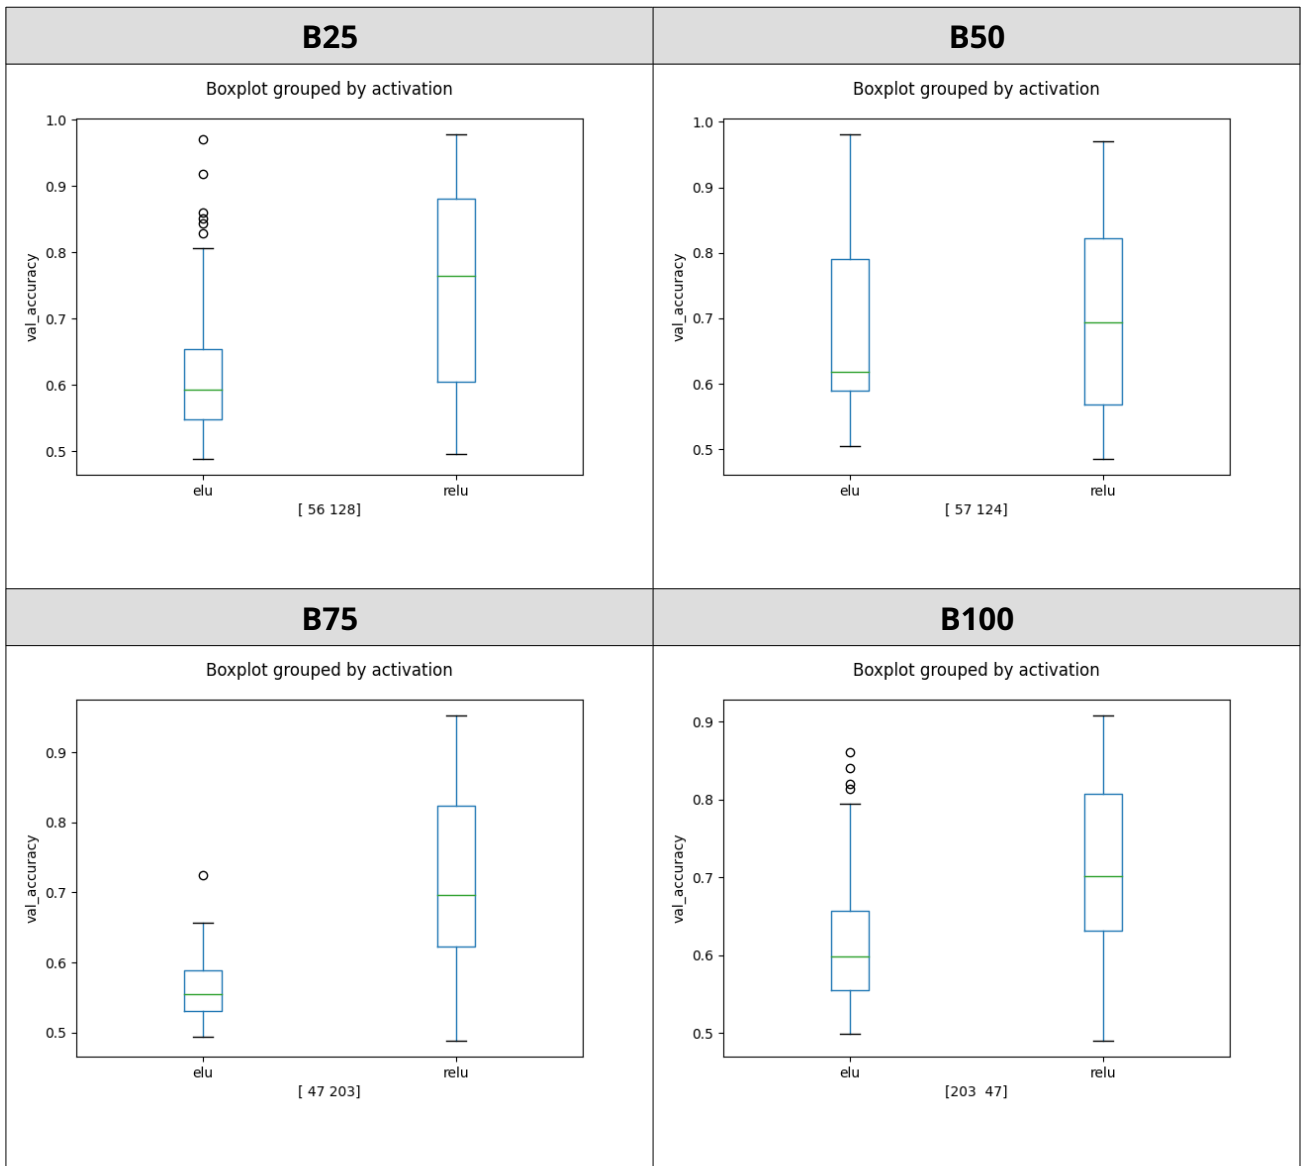 B25
B50
Boxplot grouped by activation
1.0
0.9
0.8
0.7
0.6
0.5
val_accuracy
elu
relu
[ 56 128]
Boxplot grouped by activation
1.0
0.9
0.8
0.7
0.6
0.5
val_accuracy
elu
relu
[ 57 124]
B75
B100
Boxplot grouped by activation
0.9
0.8
0.7
0.6
0.5
val_accuracy
elu
relu
[ 47 203]
Boxplot grouped by activation
0.9
0.8
0.7
0.6
0.5
val_accuracy
elu
relu
[203  47]